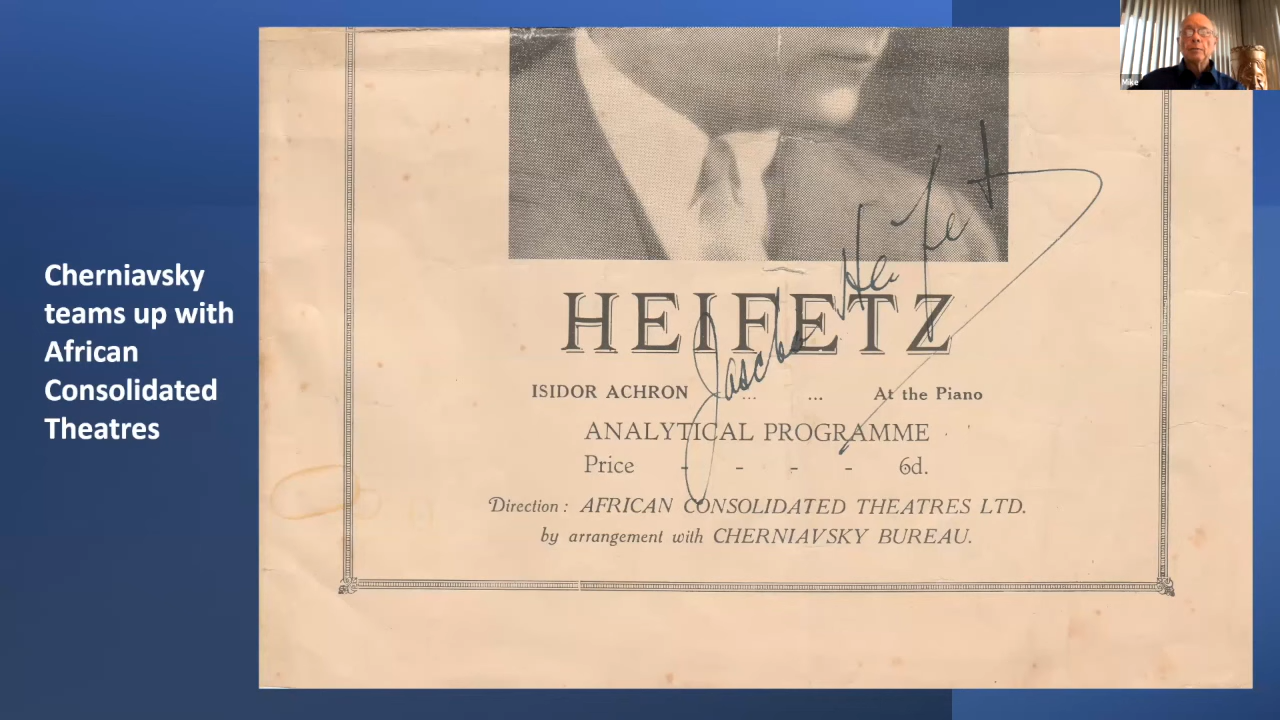 Cherniavsky
teams up with
African
Consolidated
Theatres
Mike
Jascha Heifetz
HEIFETZ
ISIDOR ACHRON ... ... At the Piano
ANALYTICAL PROGRAMME
Price - - - - 6d.
Direction : AFRICAN CONSOLIDATED THEATRES LTD.
by arrangement with CHERNIAVSKY BUREAU.